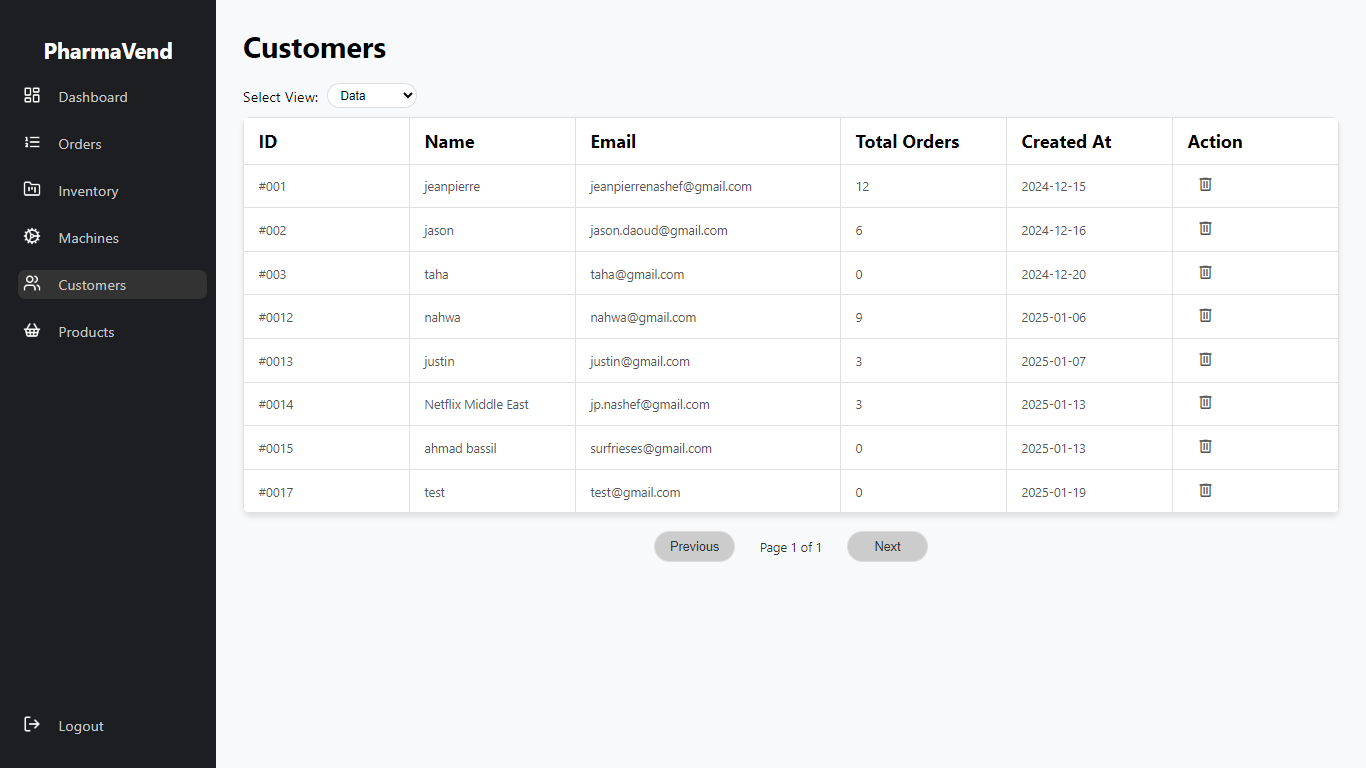 PharmaVend
Dashboard
Orders
Inventory
Machines
Customers
Products
Logout
Customers
Select View: Data
ID Name Email Total Orders Created At Action
#001 jeanpierre jeanpierrenashef@gmail.com 12 2024-12-15
#002 jason jason.daoud@gmail.com 6 2024-12-16
#003 taha taha@gmail.com 0 2024-12-20
#0012 nahwa nahwa@gmail.com 9 2025-01-06
#0013 justin justin@gmail.com 3 2025-01-07
#0014 Netflix Middle East jp.nashef@gmail.com 3 2025-01-13
#0015 ahmad bassil surfrieses@gmail.com 0 2025-01-13
#0017 test test@gmail.com 0 2025-01-19
Previous Page 1 of 1 Next